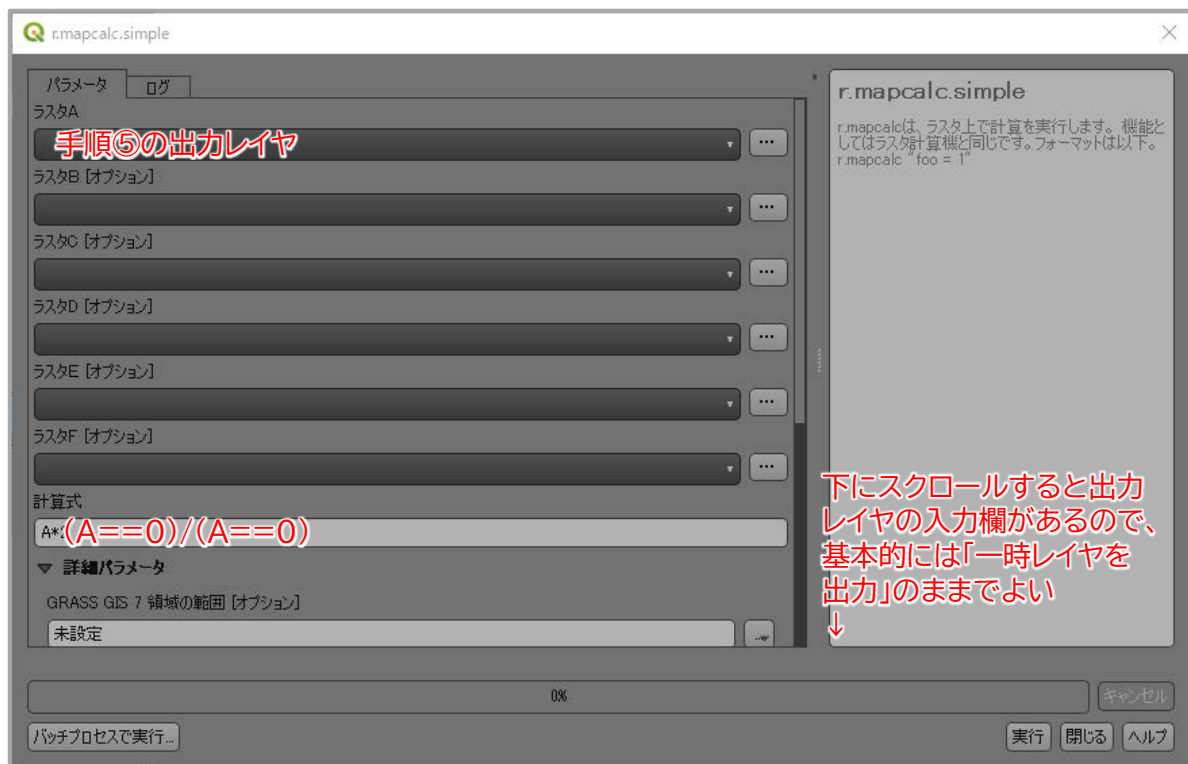 r.mapcalc.simple
パラメータ ログ
ラスタA
手順⑤の出力レイヤ
ラスタB [オプション]
ラスタC [オプション]
ラスタD [オプション]
ラスタE [オプション]
ラスタF [オプション]
計算式
(A==0)/(A==0)
▼ 詳細パラメータ
GRASS GIS 7 領域の範囲 [オプション]
未設定
r.mapcalc.simple
r.mapcalcは、ラスタ上で計算を実行します。機能と
してはラスタ計算機と同じです。フォーマットは以下。
r.mapcalc "foo = 1"
下にスクロールすると出力
レイヤの入力欄があるので、
基本的には「一時レイヤを
出力」のままでよい
↓
0%
キャンセル
バッチプロセスで実行...
実行 閉じる ヘルプ